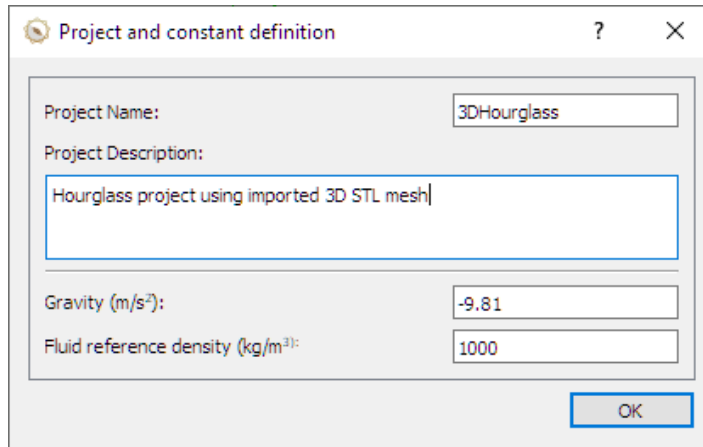 Project and constant definition ?
Project Name: 3DHourglass
Project Description:
Hourglass project using imported 3D STL mesh
Gravity (m/s²): -9.81
Fluid reference density (kg/m³⁾: 1000
OK